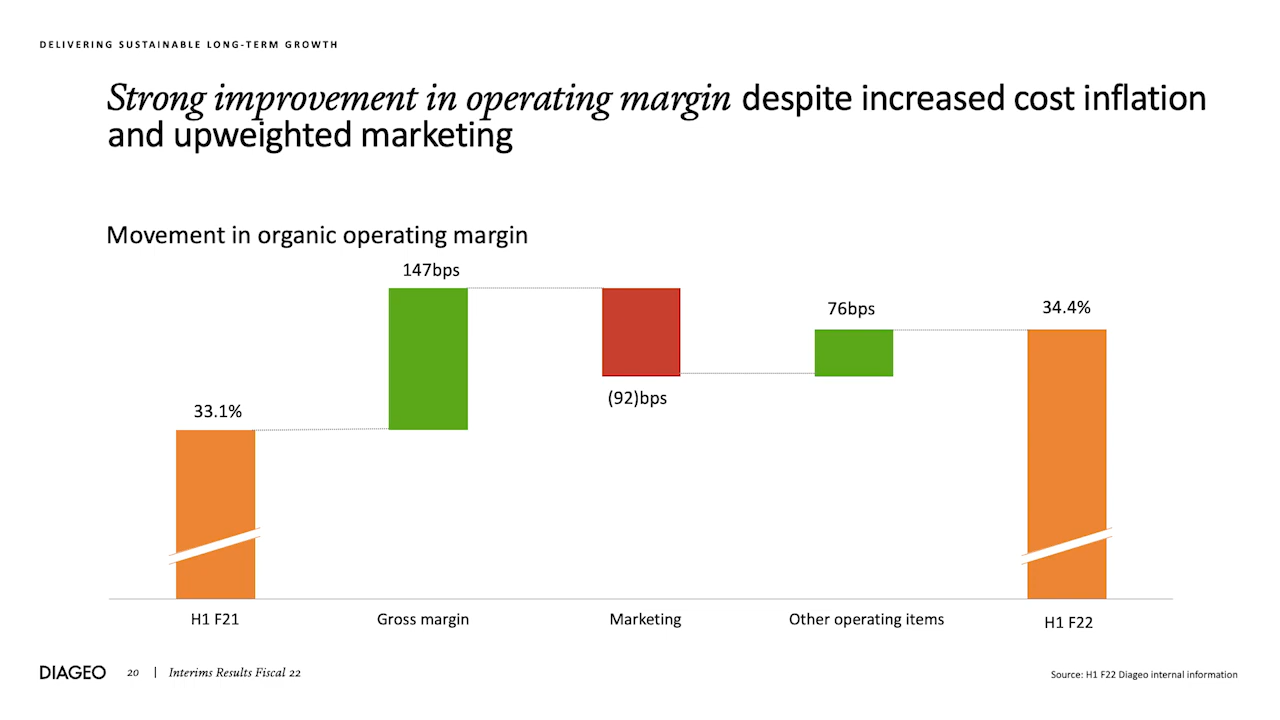 DELIVERING SUSTAINABLE LONG-TERM GROWTH
Strong improvement in operating margin despite increased cost inflation
and upweighted marketing
Movement in organic operating margin
147bps
76bps
34.4%
(92)bps
33.1%
H1 F21
Gross margin
Marketing
Other operating items
H1 F22
DIAGEO 20 | Interims Results Fiscal 22
Source: H1 F22 Diageo internal information